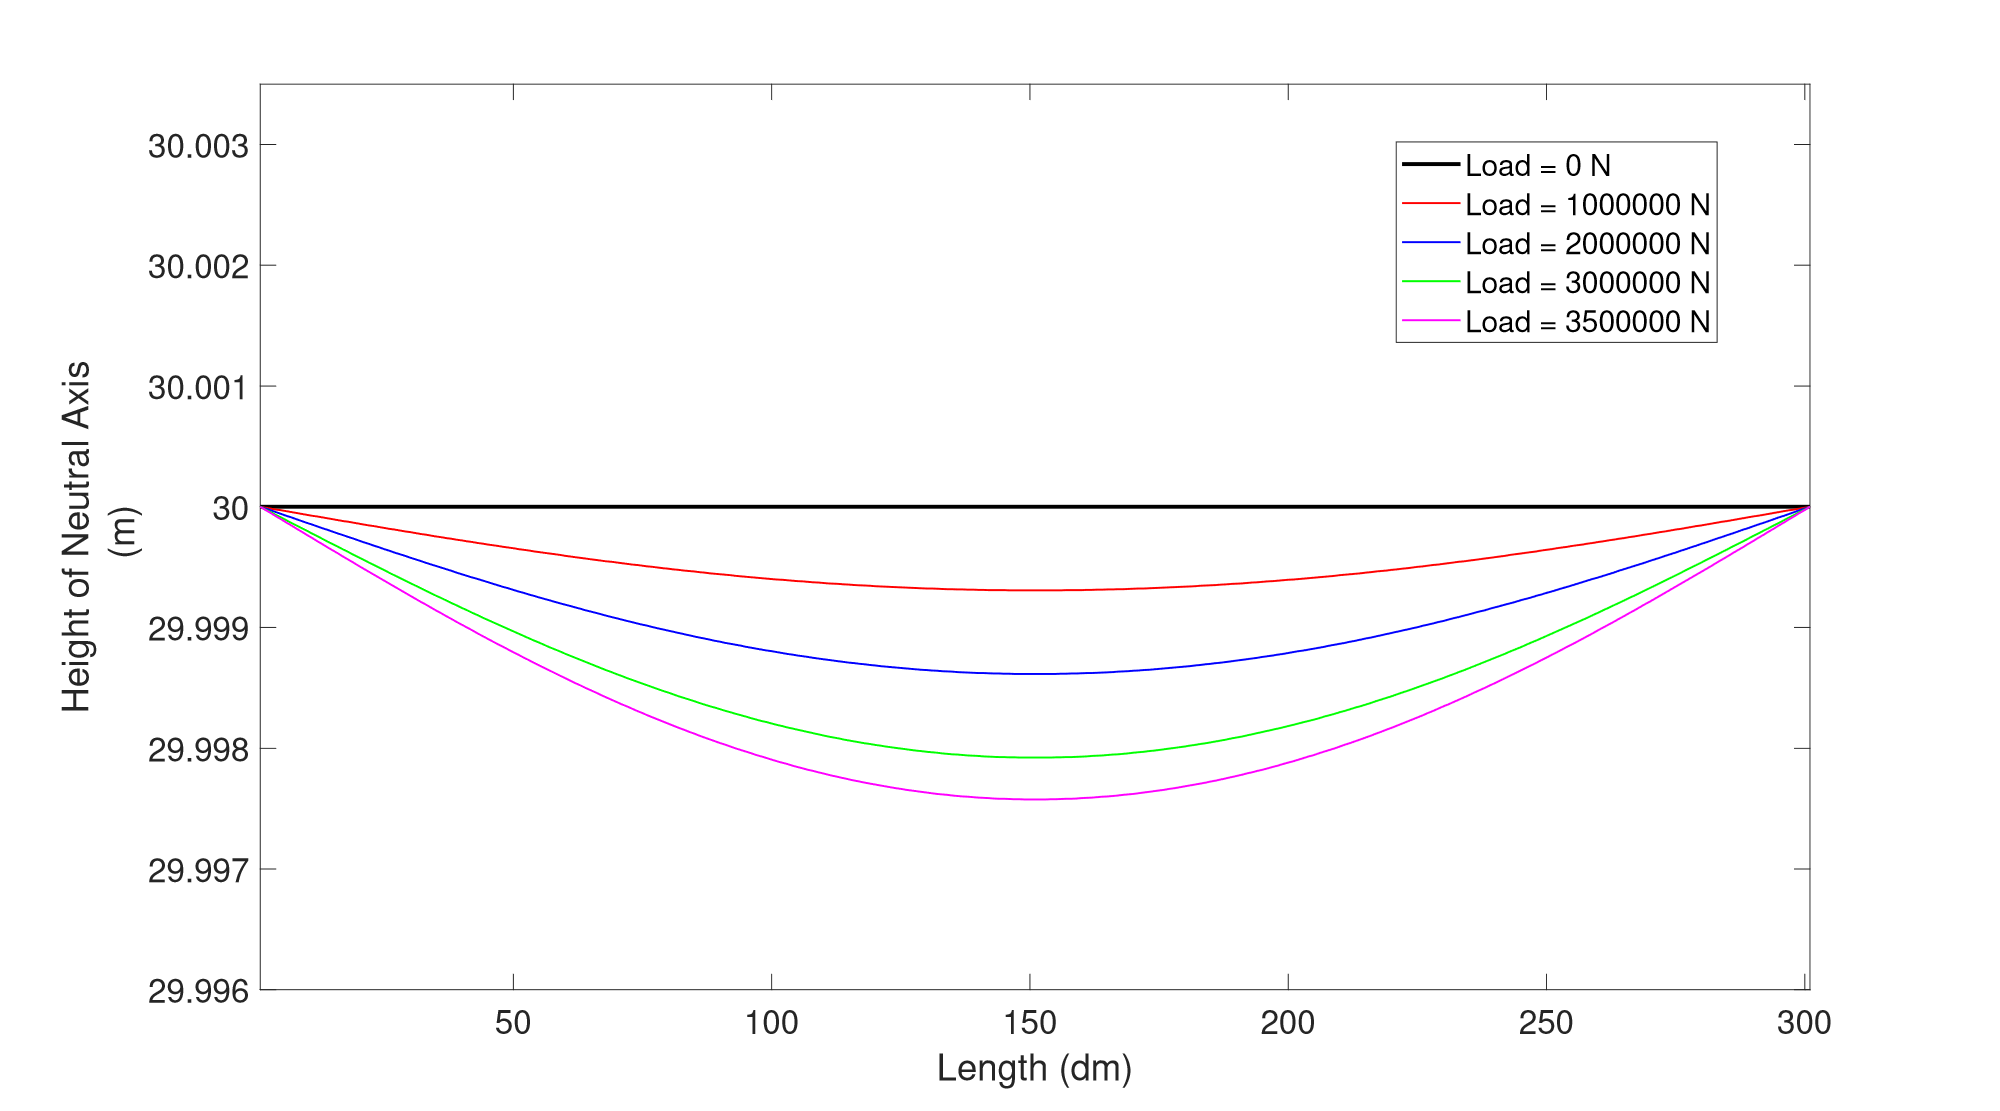 30.003
30.002
30.001
30
29.999
29.998
29.997
29.996
Height of Neutral Axis
(m)
50 100 150 200 250 300
Length (dm)
Load = 0 N
Load = 1000000 N
Load = 2000000 N
Load = 3000000 N
Load = 3500000 N